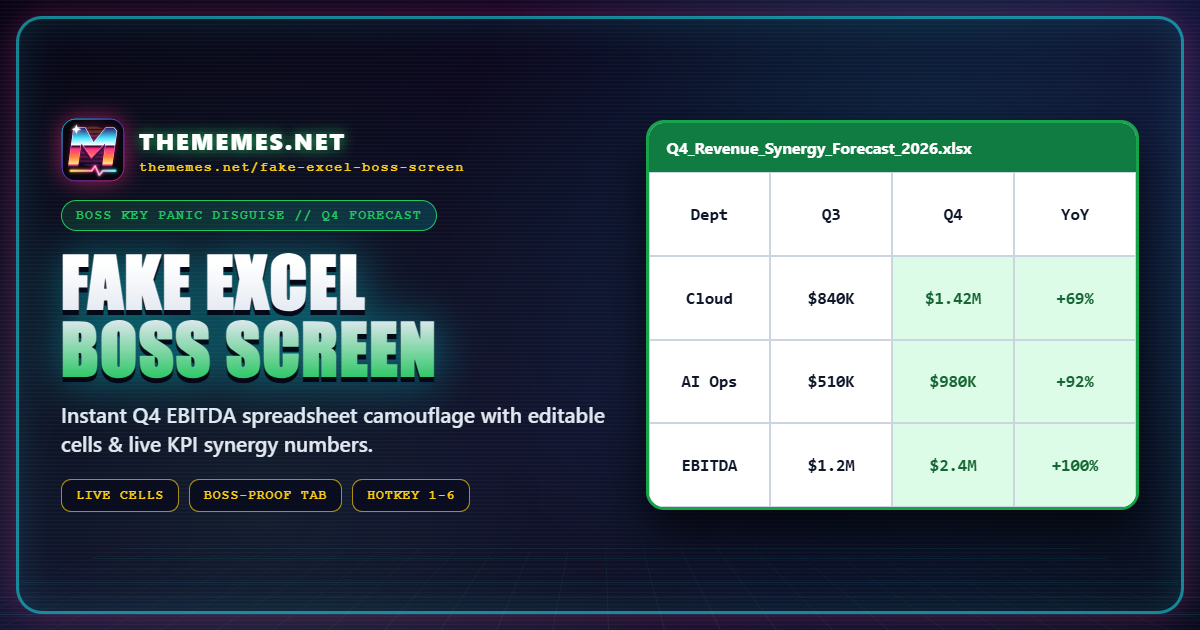 THEMEMES.NET
thememes.net/fake-excel-boss-screen
BOSS KEY PANIC DISGUISE // Q4 FORECAST
FAKE EXCEL
BOSS SCREEN
Instant Q4 EBITDA spreadsheet camouflage with editable
cells & live KPI synergy numbers.
LIVE CELLS BOSS-PROOF TAB HOTKEY 1-6
Q4_Revenue_Synergy_Forecast_2026.xlsx
Dept Q3 Q4 YoY
Cloud $840K $1.42M +69%
AI Ops $510K $980K +92%
EBITDA $1.2M $2.4M +100%